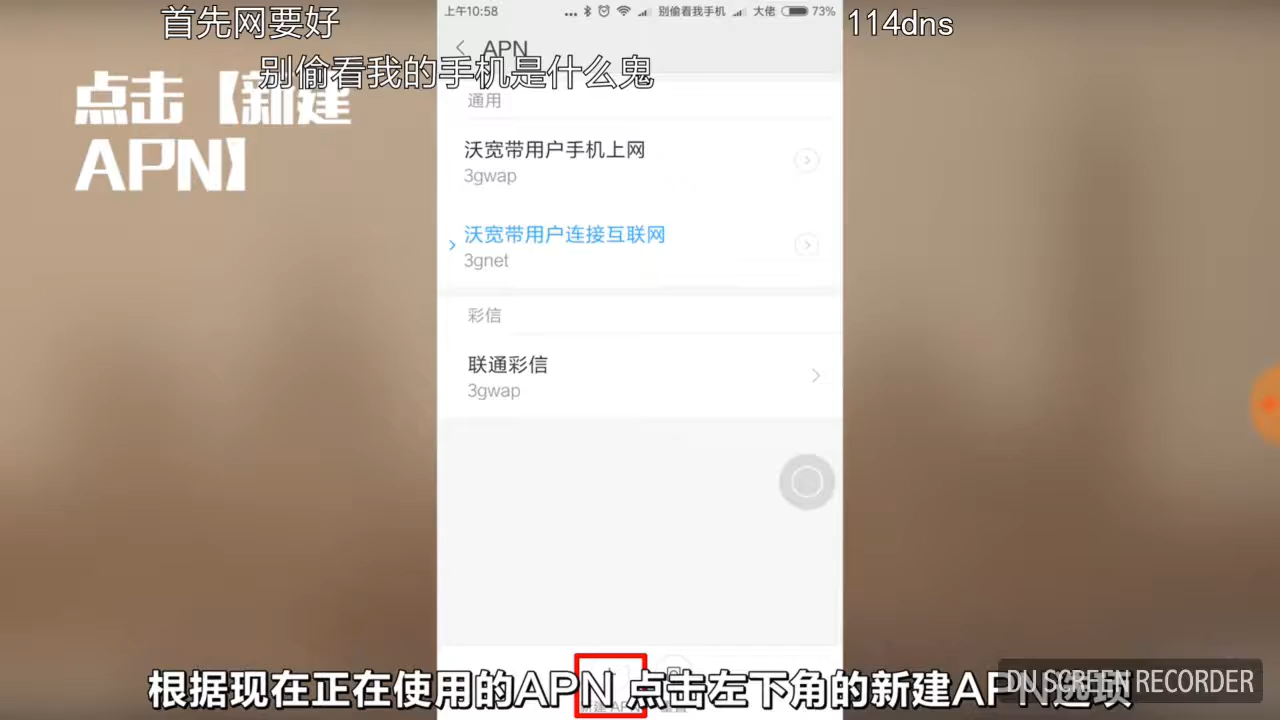 首先网要好
上午10:58
别偷看我手机
大佬
73%
114dns
APN
别偷看我的手机是什么鬼
点击【新建
APN】
通用
沃宽带用户手机上网
3gwap
沃宽带用户连接互联网
3gnet
彩信
联通彩信
3gwap
根据现在正在使用的APN 点击左下角的新建APN选项
DU SCREEN RECORDER